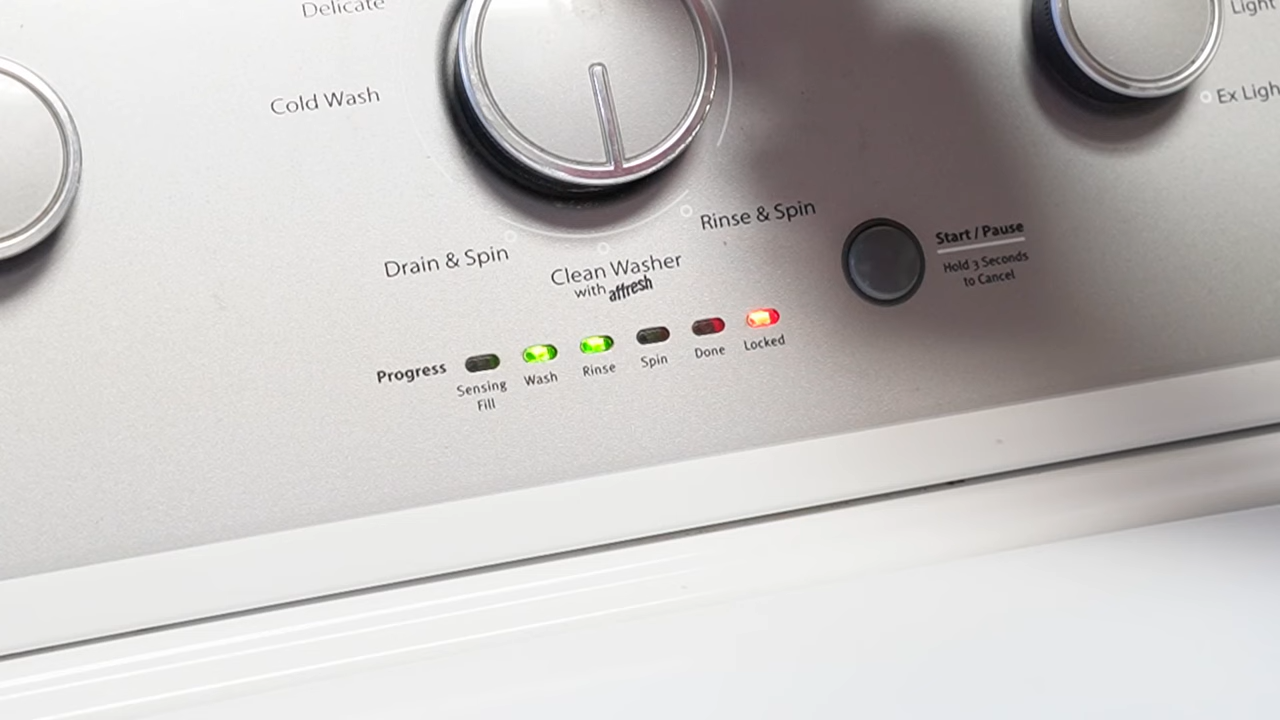 Delicate
Light
Cold Wash
Ex Ligh
Rinse & Spin
Drain & Spin
Clean Washer
with affresh
Start / Pause
Hold 3 Seconds
to Cancel
Progress
Sensing
Fill
Wash
Rinse
Spin
Done
Locked